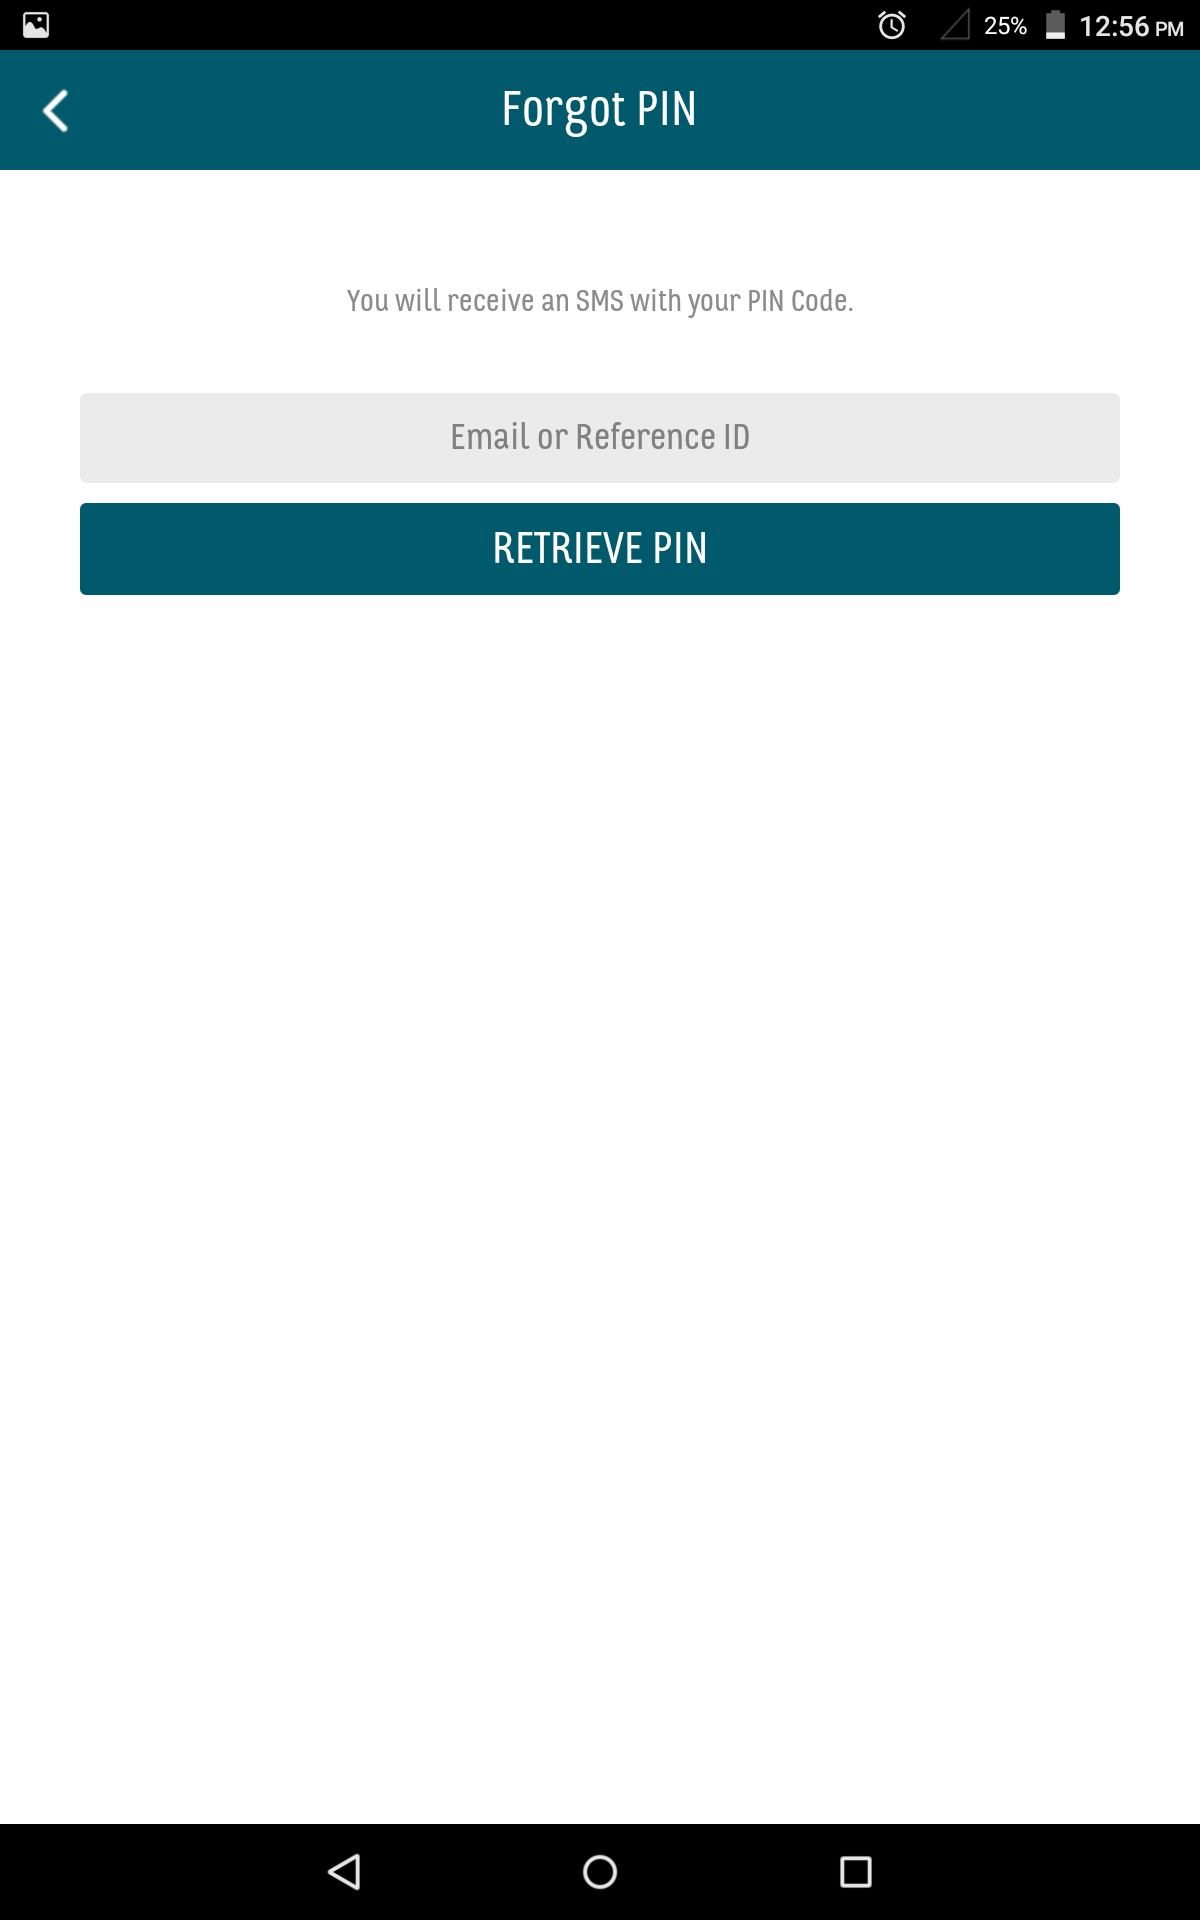 25% 12:56 PM
Forgot PIN
You will receive an SMS with your PIN Code.
Email or Reference ID
RETRIEVE PIN